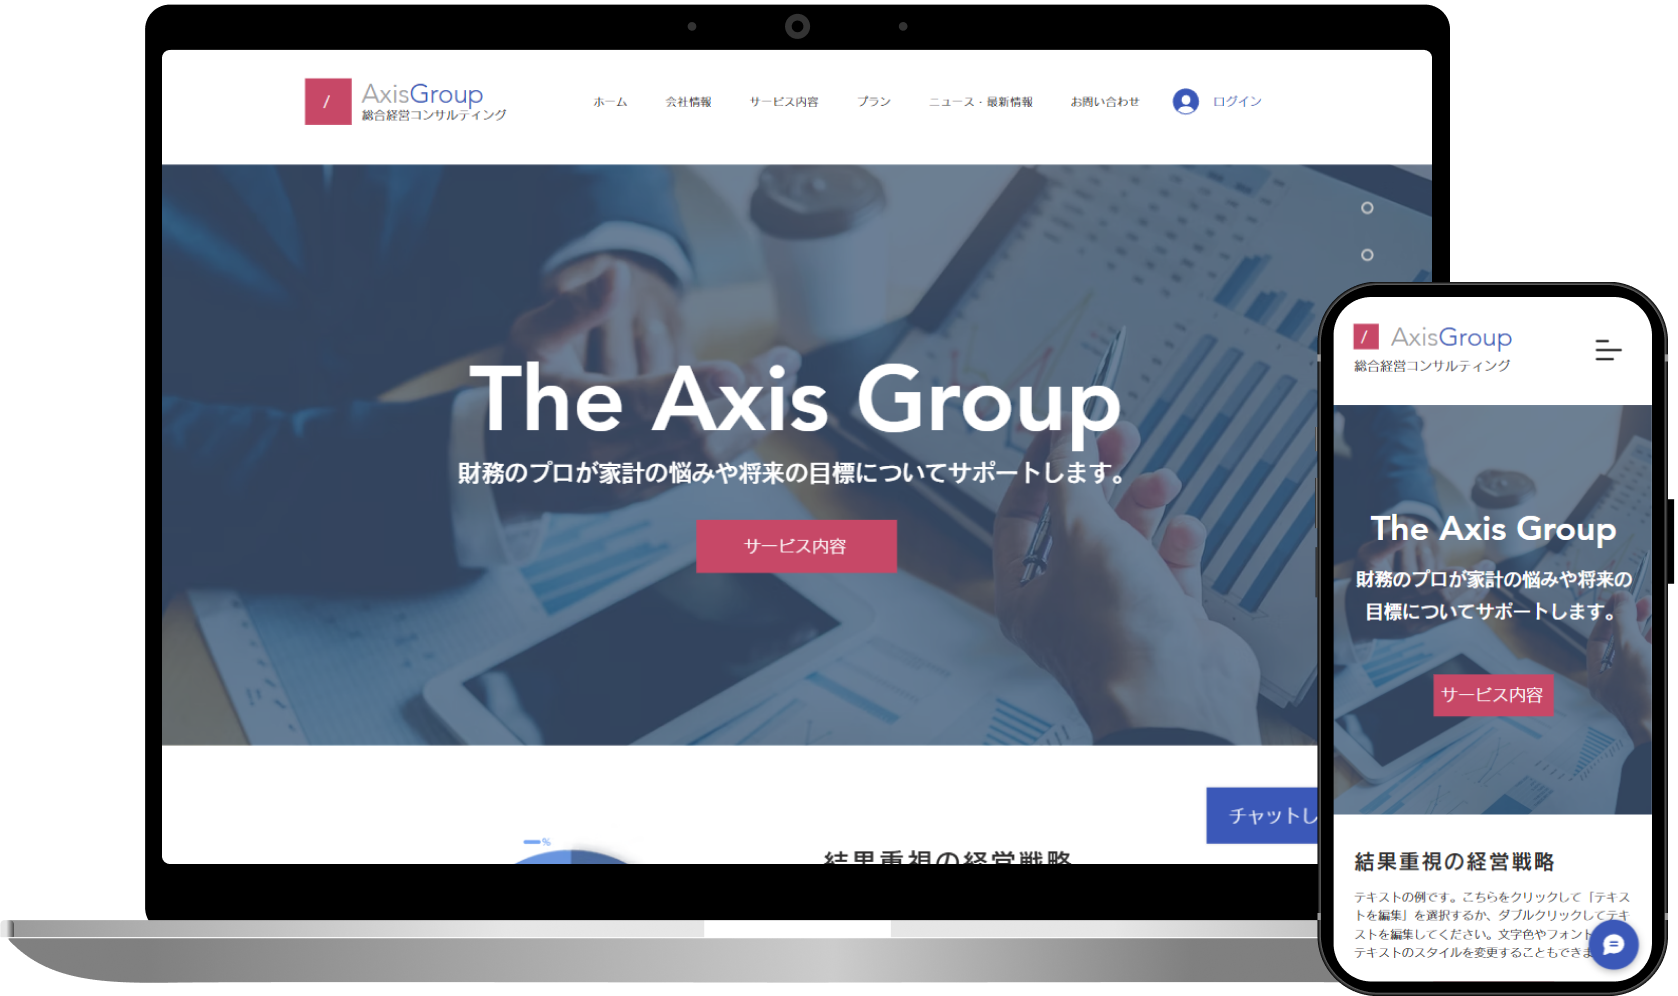 / AxisGroup
総合経営コンサルティング
ホーム 会社情報 サービス内容 プラン ニュース・最新情報 お問い合わせ ログイン
The Axis Group
財務のプロが家計の悩みや将来の目標についてサポートします。
サービス内容
チャットし
%
結果重視の経営戦略
/ AxisGroup
総合経営コンサルティング
The Axis Group
財務のプロが家計の悩みや将来の
目標についてサポートします。
サービス内容
結果重視の経営戦略
テキストの例です。こちらをクリックして「テキス
トを編集」を選択するか、ダブルクリックしてテキ
ストを編集してください。文字色やフォント
テキストのスタイルを変更することもできま